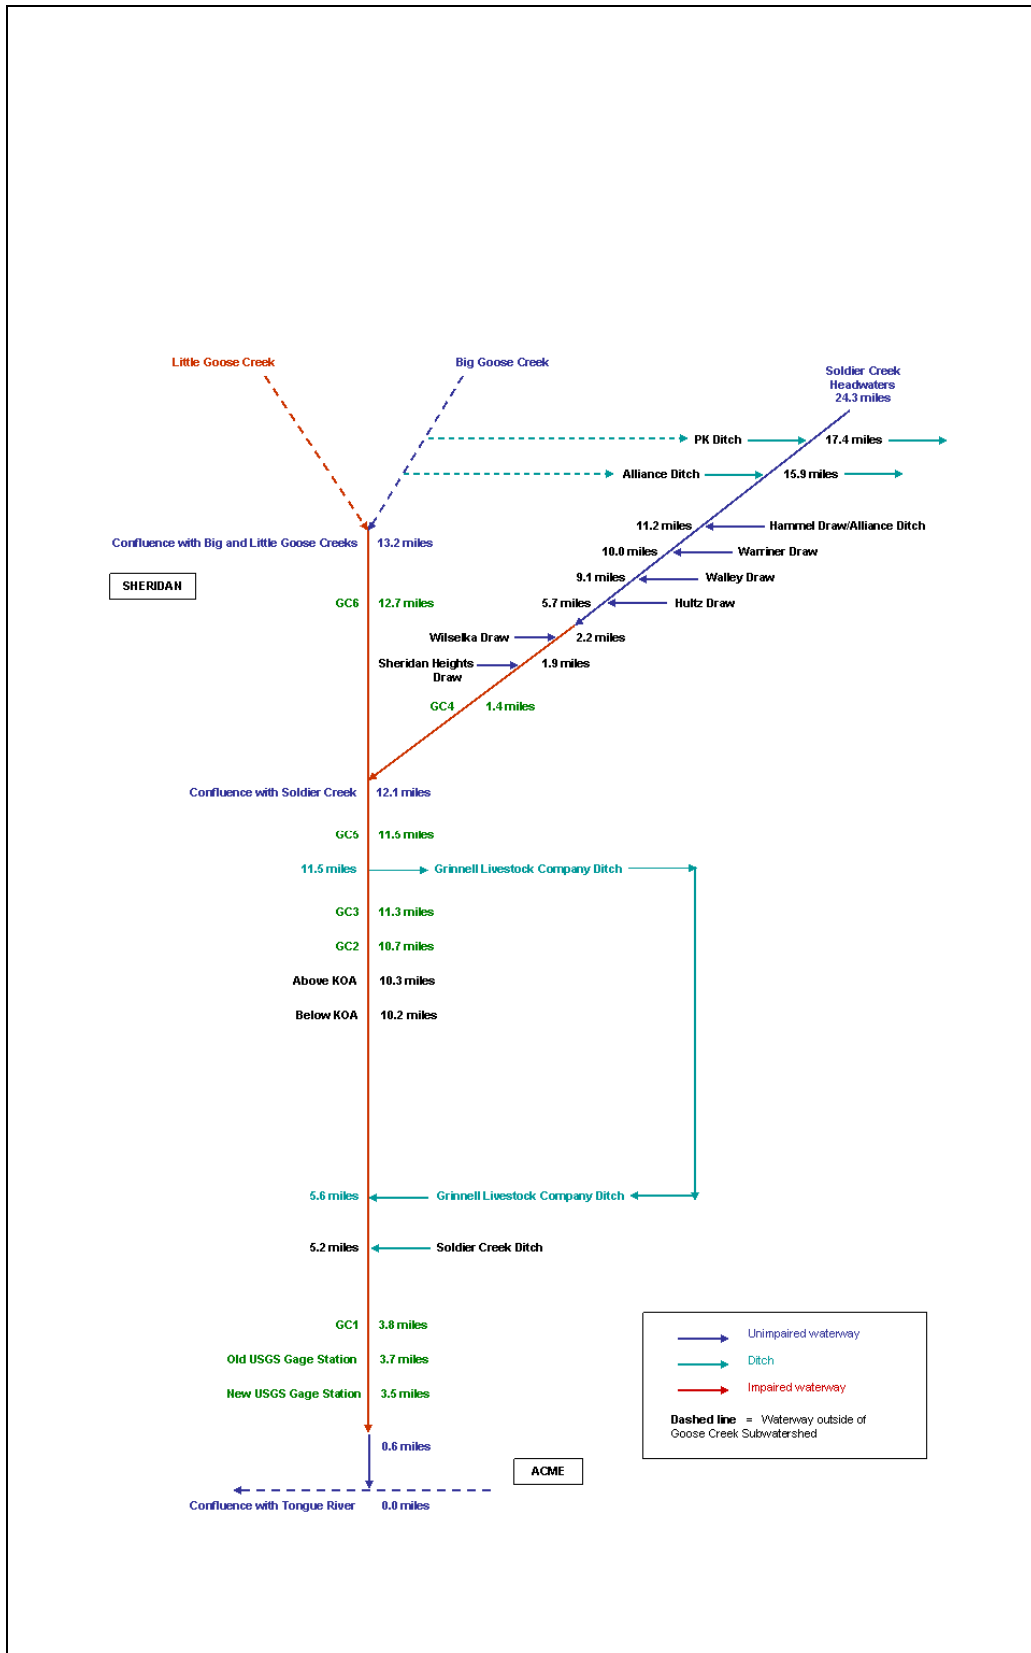 Little Goose Creek
Big Goose Creek
Soldier Creek
Headwaters
24.3 miles
PK Ditch
17.4 miles
Alliance Ditch
15.9 miles
11.2 miles
Hammel Draw/Alliance Ditch
Confluence with Big and Little Goose Creeks
13.2 miles
10.0 miles
Warriner Draw
SHERIDAN
9.1 miles
Walley Draw
GC6
12.7 miles
5.7 miles
Hultz Draw
Wilselka Draw
2.2 miles
Sheridan Heights
Draw
1.9 miles
GC4
1.4 miles
Confluence with Soldier Creek
12.1 miles
GC5
11.6 miles
11.5 miles
Grinnell Livestock Company Ditch
GC3
11.3 miles
GC2
10.7 miles
Above KOA
10.3 miles
Below KOA
10.2 miles
5.6 miles
Grinnell Livestock Company Ditch
5.2 miles
Soldier Creek Ditch
GC1
3.8 miles
Old USGS Gage Station
3.7 miles
New USGS Gage Station
3.5 miles
0.6 miles
ACME
Confluence with Tongue River
0.0 miles
Unimpaired waterway
Ditch
Impaired waterway
Dashed line = Waterway outside of
Goose Creek Subwatershed